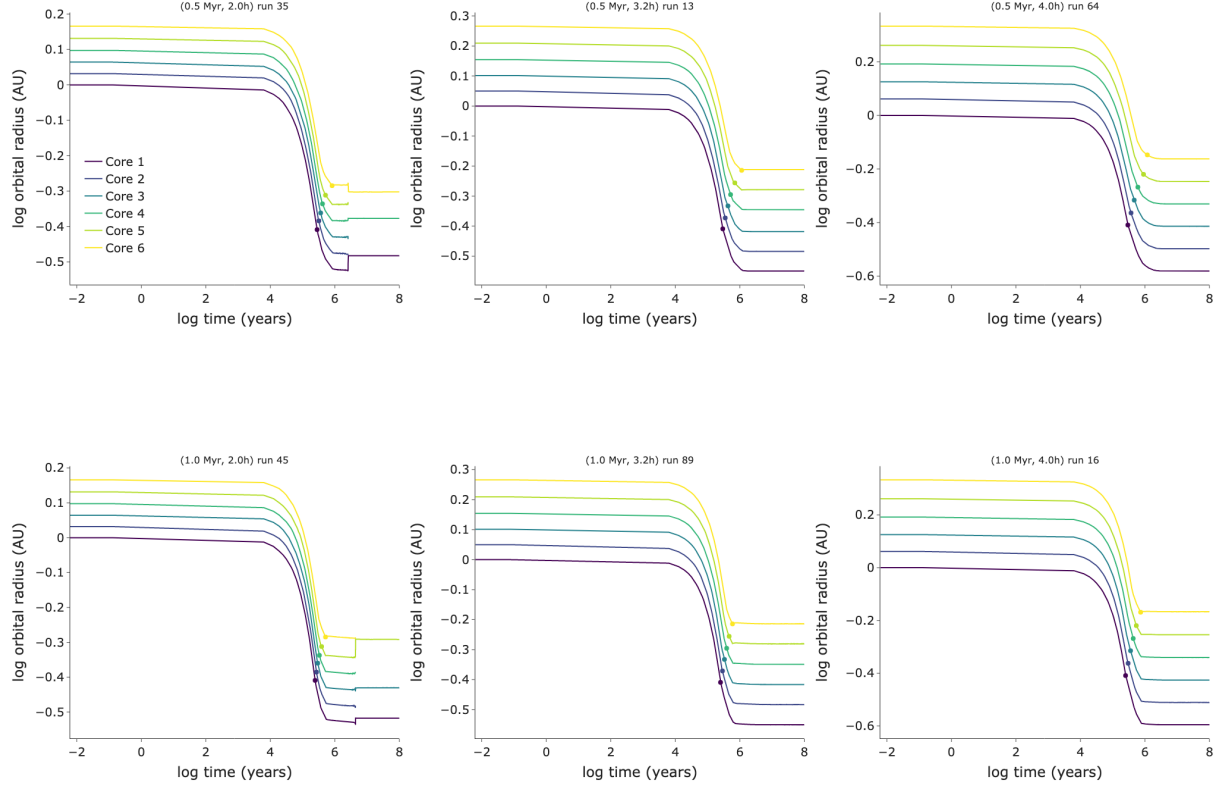 (0.5 Myr, 2.0h) run 35
0.2
0.1
0
−0.1
−0.2
−0.3
−0.4
−0.5
log orbital radius (AU)
Core 1
Core 2
Core 3
Core 4
Core 5
Core 6
−2 0 2 4 6 8
log time (years)
(0.5 Myr, 3.2h) run 13
0.3
0.2
0.1
0
−0.1
−0.2
−0.3
−0.4
−0.5
log orbital radius (AU)
−2 0 2 4 6 8
log time (years)
(0.5 Myr, 4.0h) run 64
0.2
0
−0.2
−0.4
−0.6
log orbital radius (AU)
−2 0 2 4 6 8
log time (years)
(1.0 Myr, 2.0h) run 45
0.2
0.1
0
−0.1
−0.2
−0.3
−0.4
−0.5
log orbital radius (AU)
−2 0 2 4 6 8
log time (years)
(1.0 Myr, 3.2h) run 89
0.3
0.2
0.1
0
−0.1
−0.2
−0.3
−0.4
−0.5
log orbital radius (AU)
−2 0 2 4 6 8
log time (years)
(1.0 Myr, 4.0h) run 16
0.2
0
−0.2
−0.4
−0.6
log orbital radius (AU)
−2 0 2 4 6 8
log time (years)